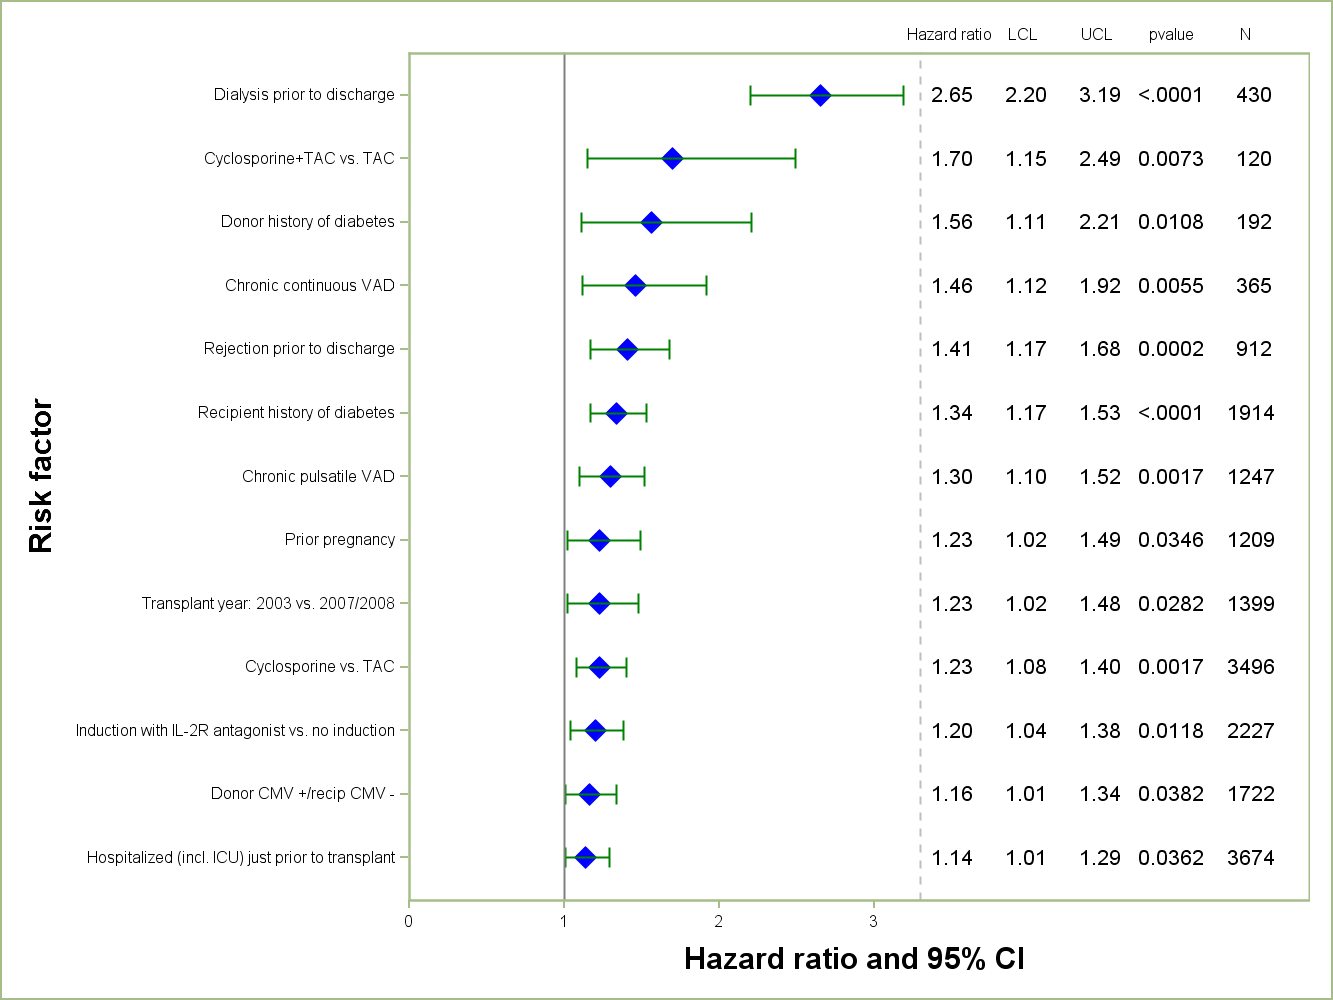 Hazard ratio LCL UCL pvalue N
Dialysis prior to discharge 2.65 2.20 3.19 <.0001 430
Cyclosporine+TAC vs. TAC 1.70 1.15 2.49 0.0073 120
Donor history of diabetes 1.56 1.11 2.21 0.0108 192
Chronic continuous VAD 1.46 1.12 1.92 0.0055 365
Rejection prior to discharge 1.41 1.17 1.68 0.0002 912
Recipient history of diabetes 1.34 1.17 1.53 <.0001 1914
Chronic pulsatile VAD 1.30 1.10 1.52 0.0017 1247
Prior pregnancy 1.23 1.02 1.49 0.0346 1209
Transplant year: 2003 vs. 2007/2008 1.23 1.02 1.48 0.0282 1399
Cyclosporine vs. TAC 1.23 1.08 1.40 0.0017 3496
Induction with IL-2R antagonist vs. no induction 1.20 1.04 1.38 0.0118 2227
Donor CMV +/recip CMV - 1.16 1.01 1.34 0.0382 1722
Hospitalized (incl. ICU) just prior to transplant 1.14 1.01 1.29 0.0362 3674
Risk factor
0 1 2 3
Hazard ratio and 95% CI